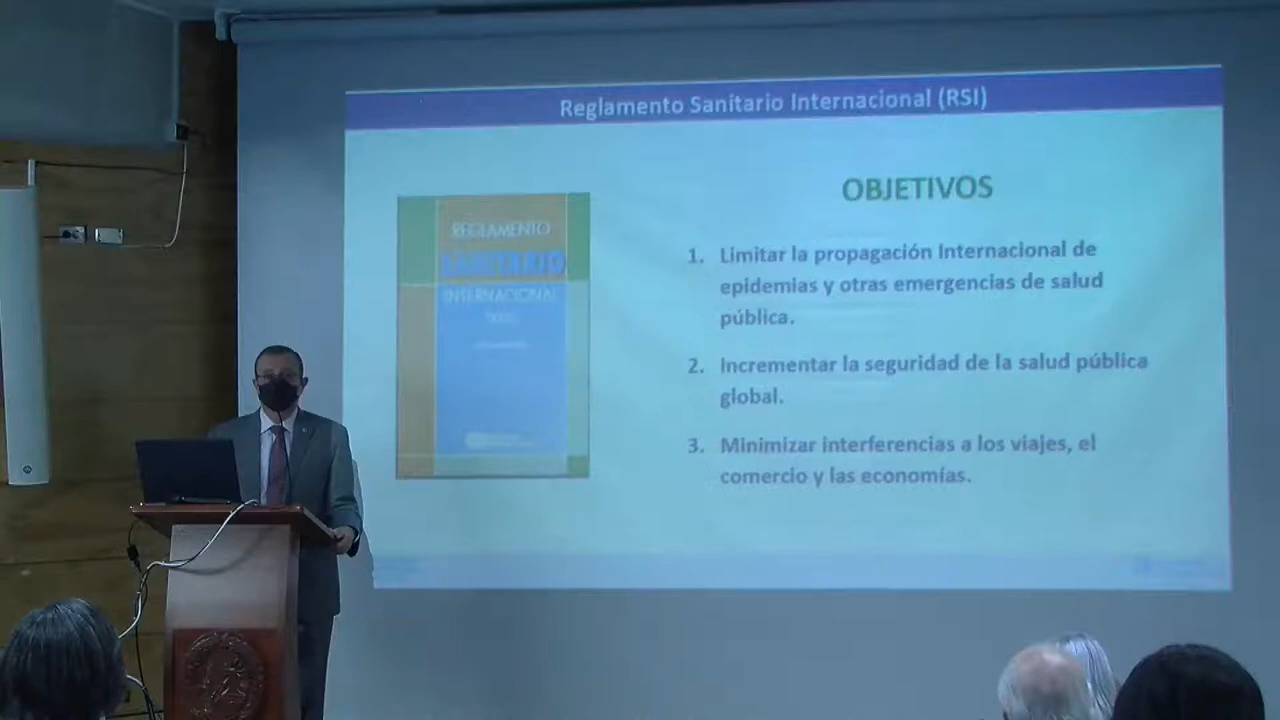 Reglamento Sanitario Internacional (RSI)
REGLAMENTO
SANITARIO
INTERNACIONAL
OBJETIVOS
1. Limitar la propagación Internacional de
epidemias y otras emergencias de salud
pública.
2. Incrementar la seguridad de la salud pública
global.
3. Minimizar interferencias a los viajes, el
comercio y las economías.